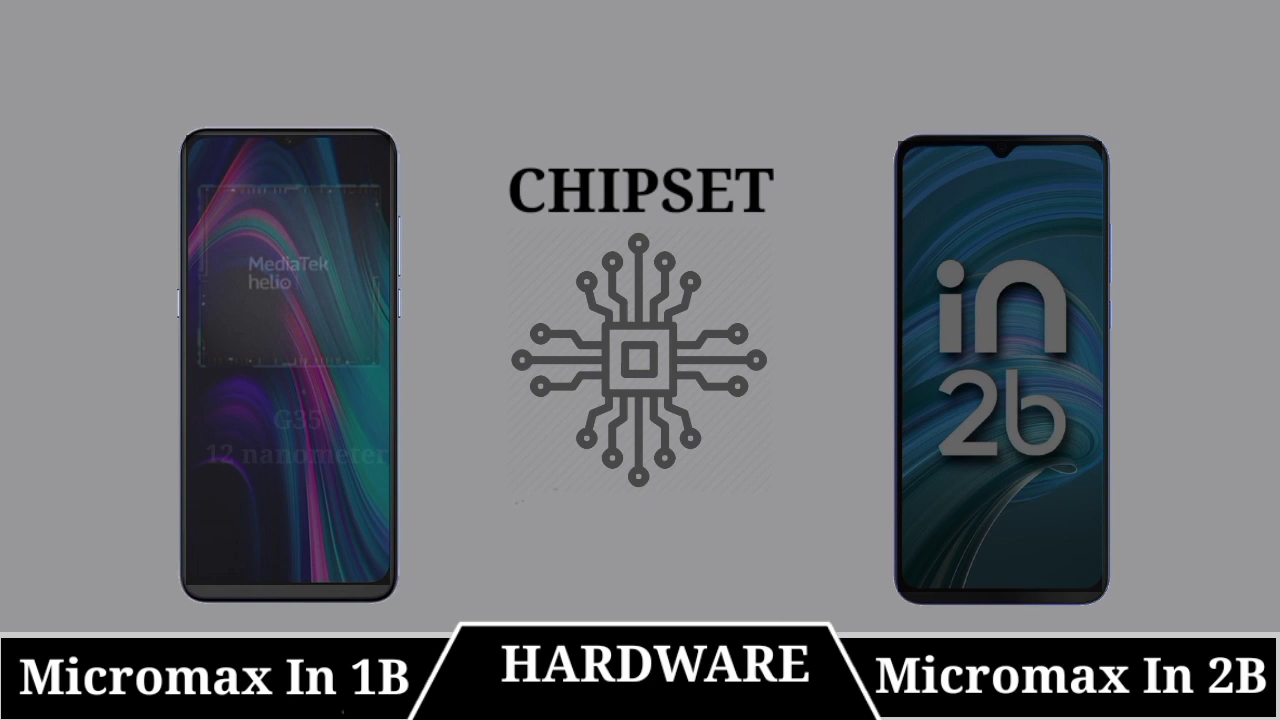 CHIPSET
MediaTek
helio
G35
12 nanometer
in
2b
Micromax In 1B
HARDWARE
Micromax In 2B